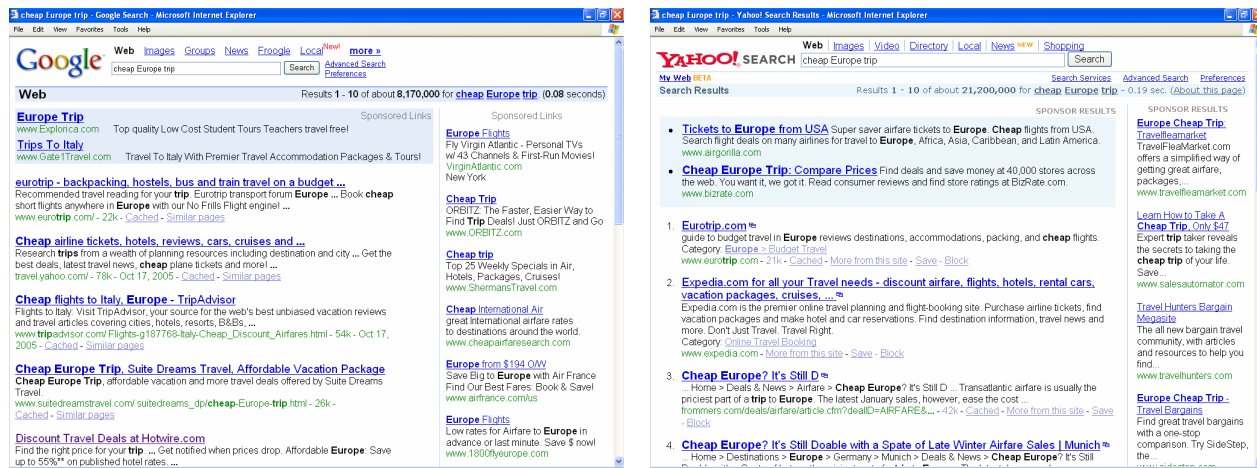 cheap Europe trip - Google Search - Microsoft Internet Explorer
File Edit View Favorites Tools Help
Google
Web Images Groups News Froogle Local New! more »
cheap Europe trip
Search
Advanced Search
Preferences
Web
Results 1 - 10 of about 8,170,000 for cheap Europe trip. (0.08 seconds)
Europe Trip
Sponsored Links
www.Explorica.com Top quality Low Cost Student Tours Teachers travel free!
Trips To Italy
www.Gate1Travel.com Travel To Italy With Premier Travel Accommodation Packages & Tours!
eurotrip - backpacking, hostels, bus and train travel on a budget ...
Recommended travel reading for your trip. Eurotrip transport forum Europe ... Book cheap
short flights anywhere in Europe with our No Frills Flight engine! ...
www.eurotrip.com/ - 22k - Cached - Similar pages
Cheap airline tickets, hotels, reviews, cars, cruises and ...
Research trips from a wealth of planning resources including destination and city ... Get the
best deals, latest travel news, cheap plane tickets and more! ...
travel.yahoo.com/ - 78k - Oct 17, 2005 - Cached - Similar pages
Cheap flights to Italy, Europe - TripAdvisor
Flights to Italy: Visit TripAdvisor, your source for the web's best unbiased vacation reviews
and travel articles covering cities, hotels, resorts, B&Bs, ...
www.tripadvisor.com/Flights-g187768-Italy-Cheap_Discount_Airfares.html - 54k - Oct 17,
2005 - Cached - Similar pages
Cheap Europe Trip, Suite Dreams Travel, Affordable Vacation Package
Cheap Europe Trip, affordable vacation and more travel deals offered by Suite Dreams
Travel.
www.suitedreamstravel.com/ suitedreams_dp/cheap-Europe-trip.html - 26k -
Cached - Similar pages
Discount Travel Deals at Hotwire.com
Find the right price for your trip. ... Get notified when prices drop. Affordable Europe: Save
up to 55%** on published hotel rates. ...
Sponsored Links
Europe Flights
Fly Virgin Atlantic - Personal TVs
w/ 43 Channels & First-Run Movies!
VirginAtlantic.com
New York
Cheap Trip
ORBITZ: The Faster, Easier Way to
Find Trip Deals! Just ORBITZ and Go
www.ORBITZ.com
Cheap trip
Top 25 Weekly Specials in Air,
Hotels, Packages, Cruises!
www.ShermansTravel.com
Cheap International Air
great International airfare rates
to destinations around the world.
www.cheapairfaresearch.com
Europe from $194 O/W
Save Big to Europe with Air France
Find Our Best Fares: Book & Save!
www.airfrance.com/us
Europe Flights
Low rates for Airfare to Europe in
advance or last minute. Save $ now!
www.1800flyeurope.com
cheap Europe trip - Yahoo! Search Results - Microsoft Internet Explorer
File Edit View Favorites Tools Help
YAHOO! SEARCH
Web Images Video Directory Local News NEW Shopping
cheap Europe trip
Search
My Web BETA
Search Services Advanced Search Preferences
Search Results
Results 1 - 10 of about 21,200,000 for cheap Europe trip - 0.19 sec. (About this page)
SPONSOR RESULTS
• Tickets to Europe from USA Super saver airfare tickets to Europe. Cheap flights from USA.
Search flight deals on many airlines for travel to Europe, Africa, Asia, Caribbean, and Latin America.
www.airgorilla.com
• Cheap Europe Trip: Compare Prices Find deals and save money at 40,000 stores across
the web. You want it, we got it. Read consumer reviews and find store ratings at BizRate.com.
www.bizrate.com
1. Eurotrip.com
guide to budget travel in Europe reviews destinations, accommodations, packing, and cheap flights.
Category: Europe > Budget Travel
www.eurotrip.com - 21k - Cached - More from this site - Save - Block
2. Expedia.com for all your Travel needs - discount airfare, flights, hotels, rental cars,
vacation packages, cruises, ...
Expedia.com is the premier online travel planning and flight-booking site. Purchase airline tickets, find
vacation packages and make hotel and car reservations. Find destination information, travel news and
more. Don't Just Travel. Travel Right.
Category: Online Travel Booking
www.expedia.com - More from this site - Save - Block
3. Cheap Europe? It's Still D
... Home > Deals & News > Airfare > Cheap Europe? It's Still D ... Transatlantic airfare is usually the
priciest part of a trip to Europe. The latest January sales, however, ease the cost ...
frommers.com/deals/airfare/article.cfm?dealID=AIRFARE&... - 42k - Cached - More from this site - Save
- Block
4. Cheap Europe? It's Still Doable with a Spate of Late Winter Airfare Sales | Munich
... Home > Destinations > Europe > Germany > Munich > Deals & News > Cheap Europe? It's Still
SPONSOR RESULTS
Europe Cheap Trip:
Travelfleamarket
TravelFleaMarket.com
offers a simplified way of
getting great airfare,
packages,...
www.travelfleamarket.com
Learn How to Take A
Cheap Trip, Only $47
Expert trip taker reveals
the secrets to taking the
cheap trip of your life.
Save...
www.salesautomator.com
Travel Hunters Bargain
Megasite
The all new bargain travel
community, with articles
and resources to help you
find...
www.travelhunters.com
Europe Cheap Trip -
Travel Bargains
Find great travel bargains
with a one-stop
comparison. Try SideStep,
the...